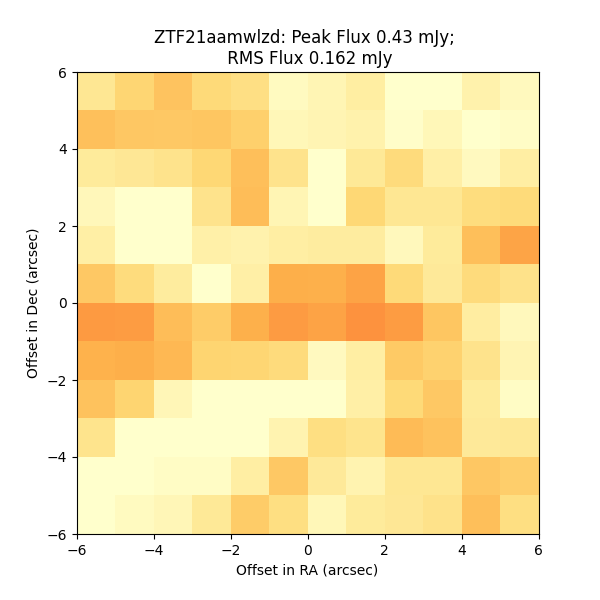 ZTF21aamwlzd: Peak Flux 0.43 mJy;
RMS Flux 0.162 mJy
6
4
2
0
−2
−4
−6
Offset in Dec (arcsec)
−6 −4 −2 0 2 4 6
Offset in RA (arcsec)